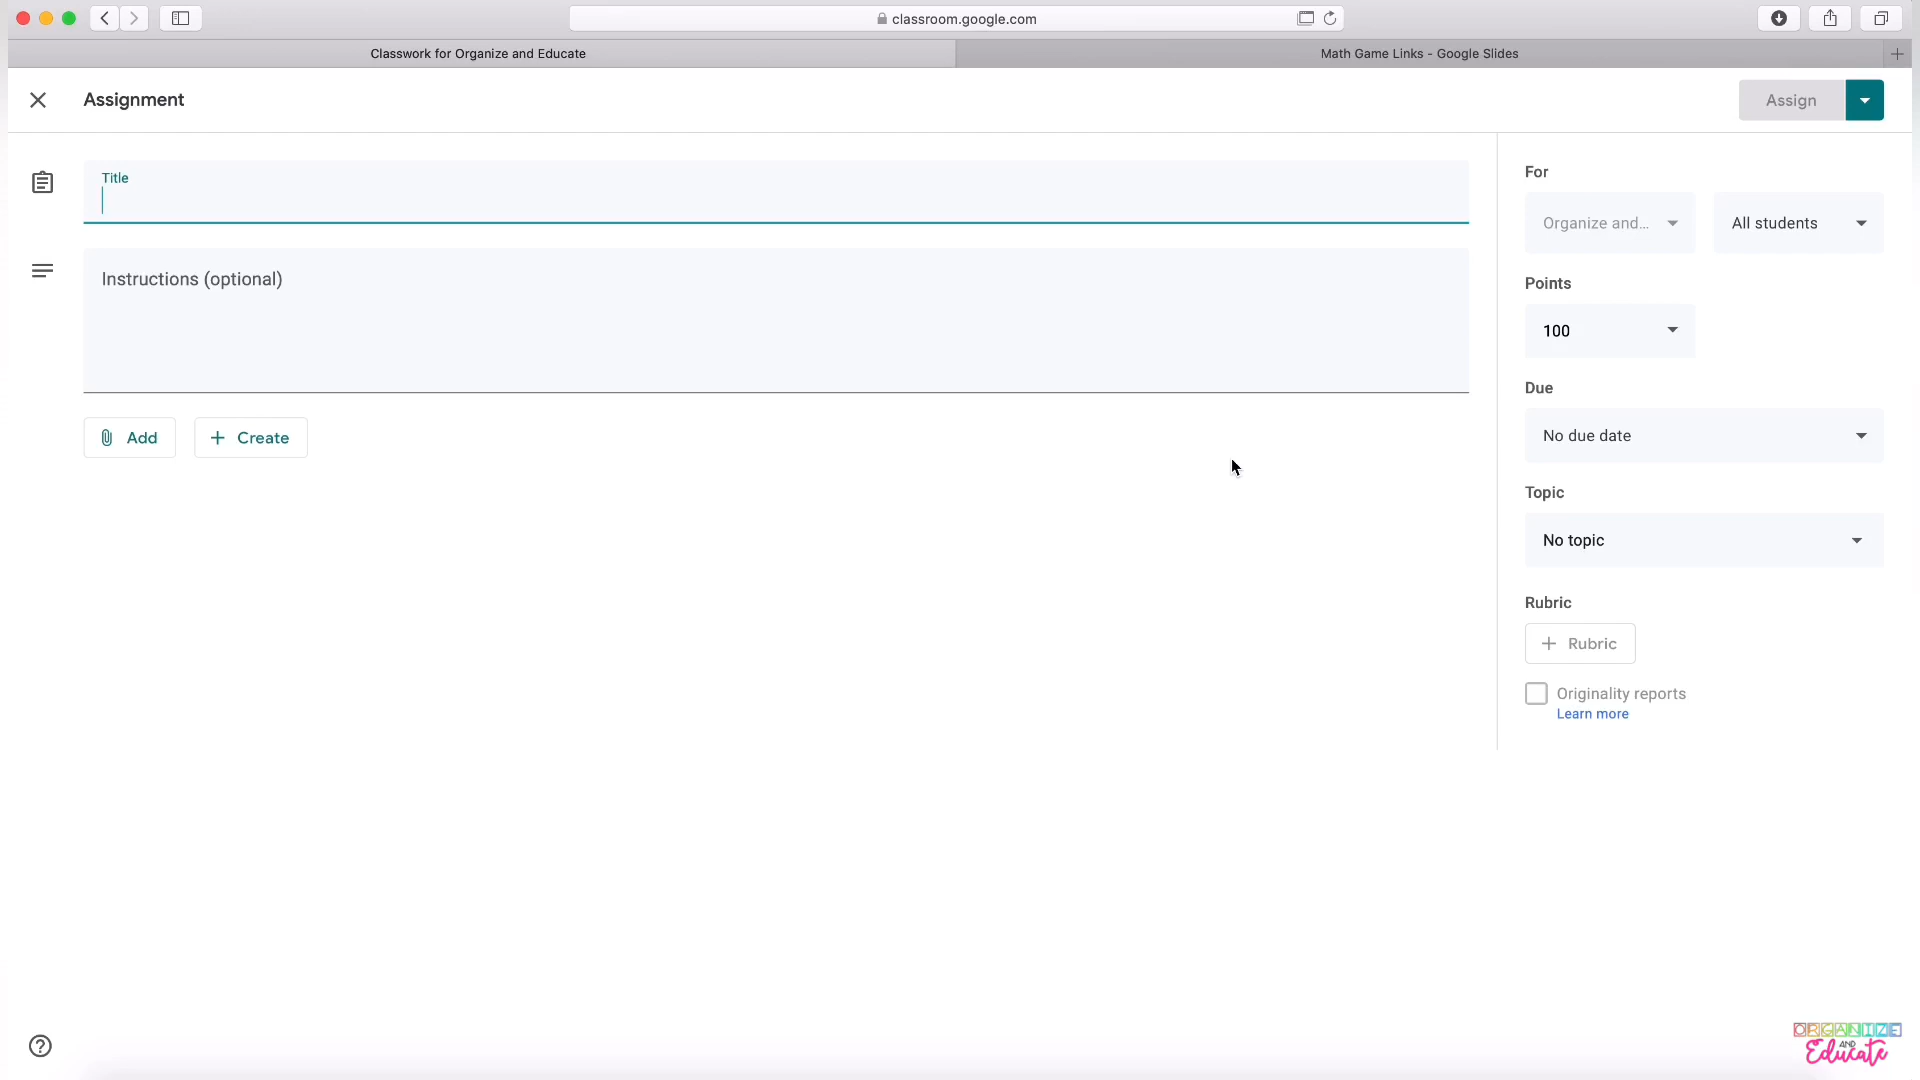 classroom.google.com
Classwork for Organize and Educate
Math Game Links - Google Slides
Assignment
Assign
Title
Instructions (optional)
Add
Create
For
Organize and...
All students
Points
100
Due
No due date
Topic
No topic
Rubric
Rubric
Originality reports
Learn more
ORGANIZE
AND
Educate